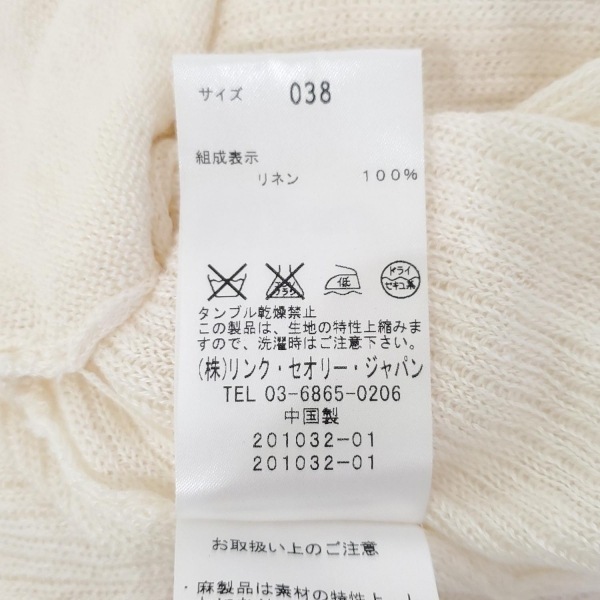 サイズ 038
組成表示
リネン 100%
低
ドライ
セキユ系
タンブル乾燥禁止
この製品は、生地の特性上縮みま
すので、洗濯時はご注意下さい。
(株)リンク・セオリー・ジャパン
TEL 03-6865-0206
中国製
201032-01
201032-01
お取扱い上のご注意
麻製品は素材の特性上